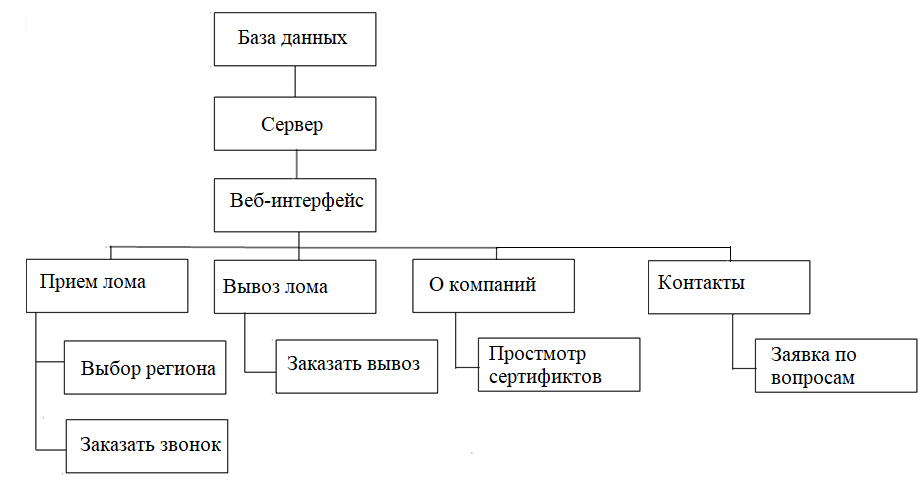 База данных
Сервер
Веб-интерфейс
Прием лома
Вывоз лома
О компаний
Контакты
Выбор региона
Заказать вывоз
Простмотр
сертификтов
Заявка по
вопросам
Заказать звонок